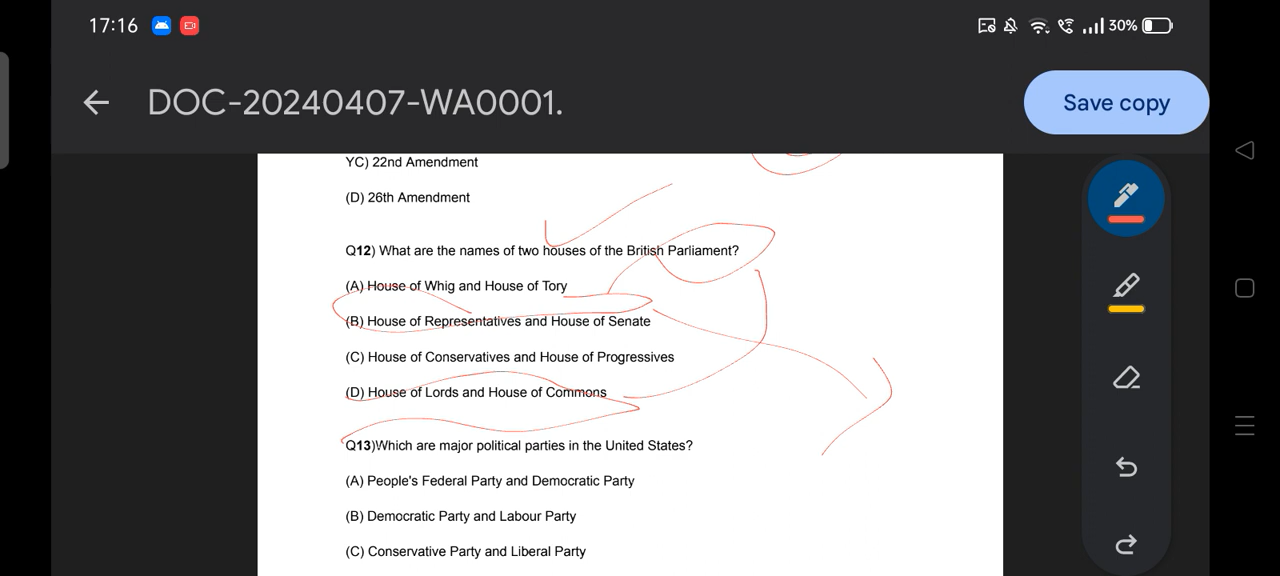 17:16
30%
DOC-20240407-WA0001.
Save copy
YC) 22nd Amendment
(D) 26th Amendment
Q12) What are the names of two houses of the British Parliament?
(A) House of Whig and House of Tory
(B) House of Representatives and House of Senate
(C) House of Conservatives and House of Progressives
(D) House of Lords and House of Commons
Q13)Which are major political parties in the United States?
(A) People's Federal Party and Democratic Party
(B) Democratic Party and Labour Party
(C) Conservative Party and Liberal Party